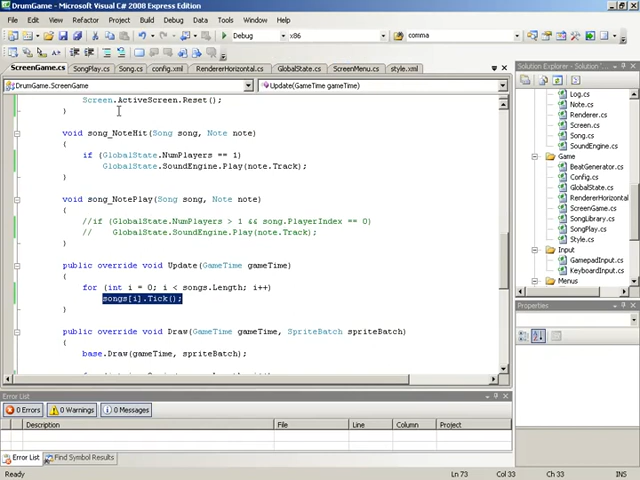 DrumGame - Microsoft Visual C# 2008 Express Edition
File Edit View Refactor Project Build Debug Data Tools Window Help
Debug x86 comma
ScreenGame.cs SongPlay.cs Song.cs config.xml RendererHorizontal.cs GlobalState.cs ScreenMenu.cs style.xml
DrumGame.ScreenGame Update(GameTime gameTime)
Screen.ActiveScreen.Reset();
}
void song_NoteHit(Song song, Note note)
{
if (GlobalState.NumPlayers == 1)
GlobalState.SoundEngine.Play(note.Track);
}
void song_NotePlay(Song song, Note note)
{
//if (GlobalState.NumPlayers > 1 && song.PlayerIndex == 0)
// GlobalState.SoundEngine.Play(note.Track);
}
public override void Update(GameTime gameTime)
{
for (int i = 0; i < songs.Length; i++)
songs[i].Tick();
}
public override void Draw(GameTime gameTime, SpriteBatch spriteBatch)
{
base.Draw(gameTime, spriteBatch);
Solution Explorer
Log.cs
Note.cs
Renderer.cs
Screen.cs
Song.cs
SoundEngine.cs
Game
BeatGenerator.cs
Config.cs
GlobalState.cs
RendererHorizontal.cs
ScreenGame.cs
SongLibrary.cs
SongPlay.cs
Style.cs
Input
GamepadInput.cs
KeyboardInput.cs
Menus
Properties
Error List
0 Errors 0 Warnings 0 Messages
Description File Line Column Project
Error List Find Symbol Results
Ready Ln 73 Col 33 Ch 33 INS